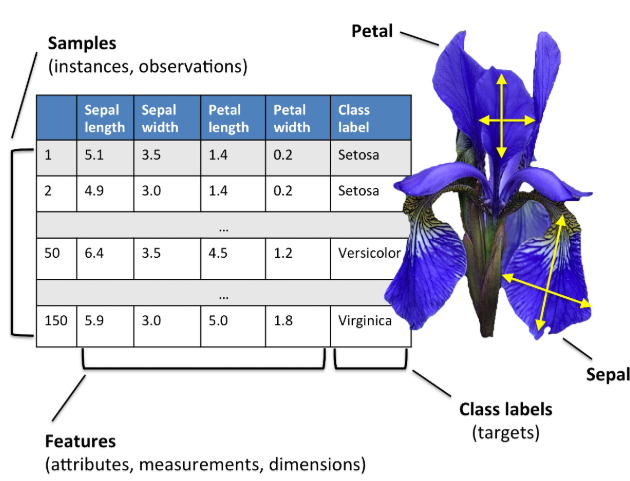 Samples
(instances, observations)
Petal
Sepal length Sepal width Petal length Petal width Class label
1 5.1 3.5 1.4 0.2 Setosa
2 4.9 3.0 1.4 0.2 Setosa
...
50 6.4 3.5 4.5 1.2 Versicolor
...
150 5.9 3.0 5.0 1.8 Virginica
Sepal
Class labels
(targets)
Features
(attributes, measurements, dimensions)